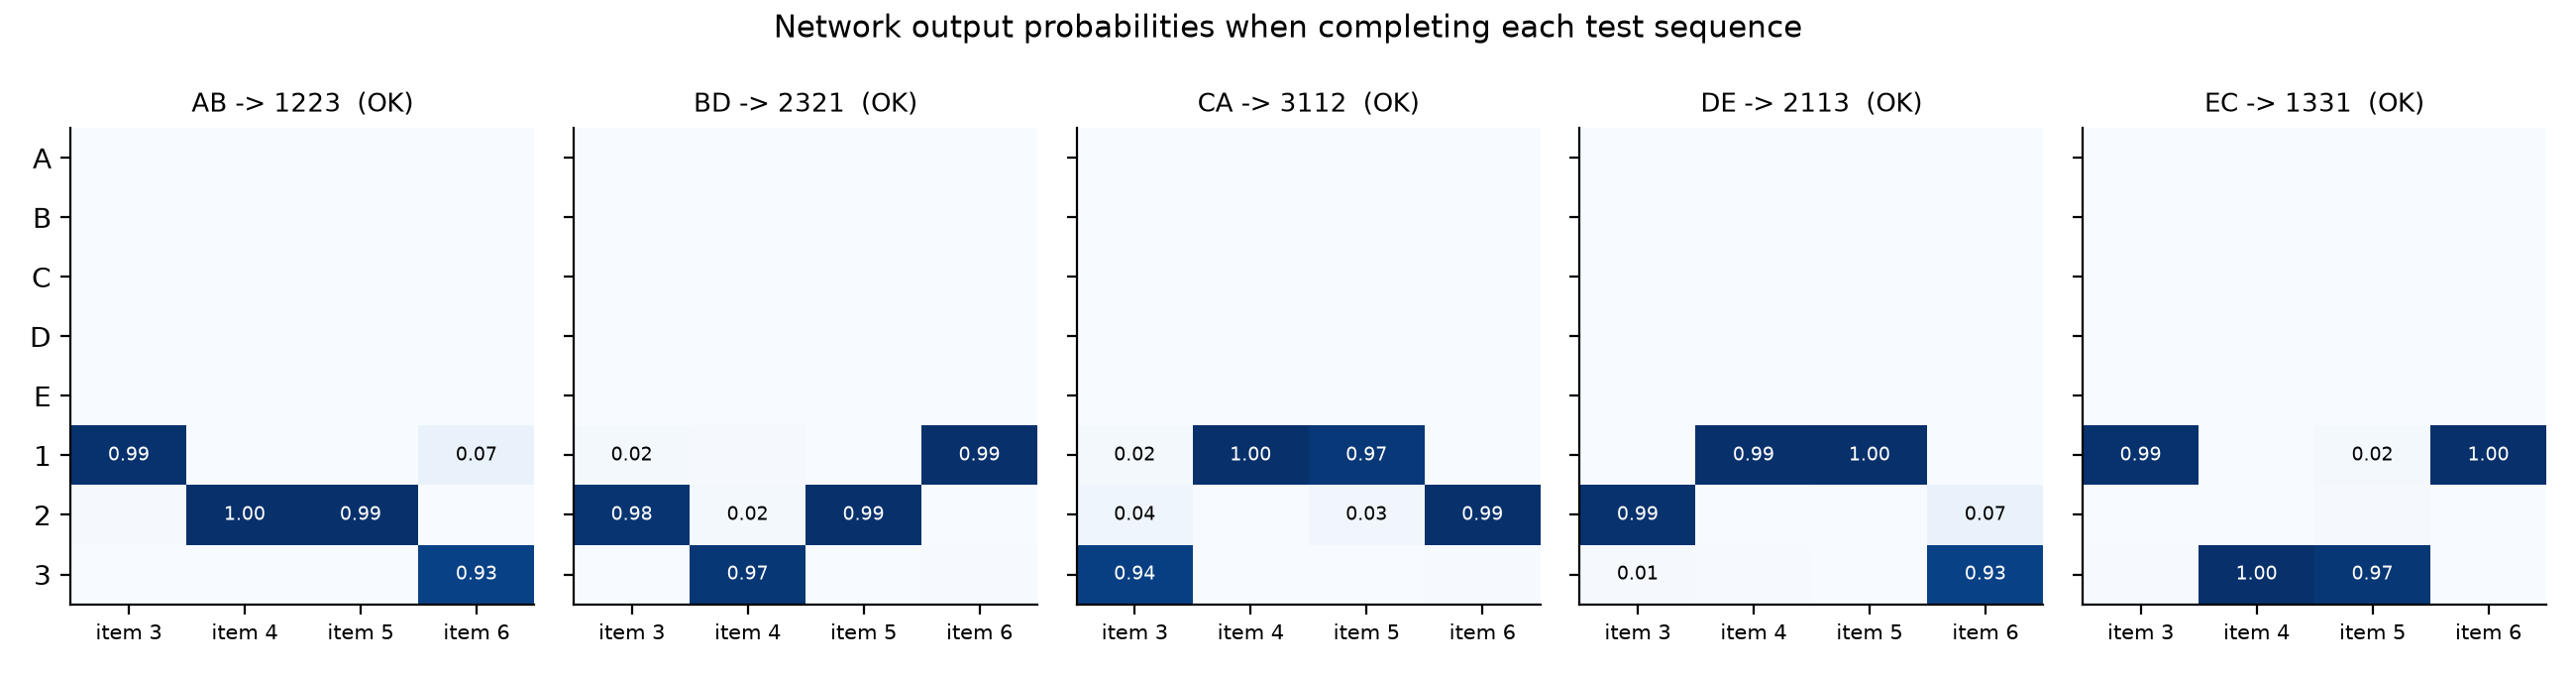 Network output probabilities when completing each test sequence
AB -> 1223 (OK)
BD -> 2321 (OK)
CA -> 3112 (OK)
DE -> 2113 (OK)
EC -> 1331 (OK)
A
B
C
D
E
1 0.99 0.07 0.02 0.99 0.02 1.00 0.97 0.99 1.00 0.99 0.02 1.00
2 1.00 0.99 0.98 0.02 0.99 0.04 0.03 0.99 0.99 0.07
3 0.93 0.97 0.94 0.01 0.93 1.00 0.97
item 3 item 4 item 5 item 6 item 3 item 4 item 5 item 6 item 3 item 4 item 5 item 6 item 3 item 4 item 5 item 6 item 3 item 4 item 5 item 6